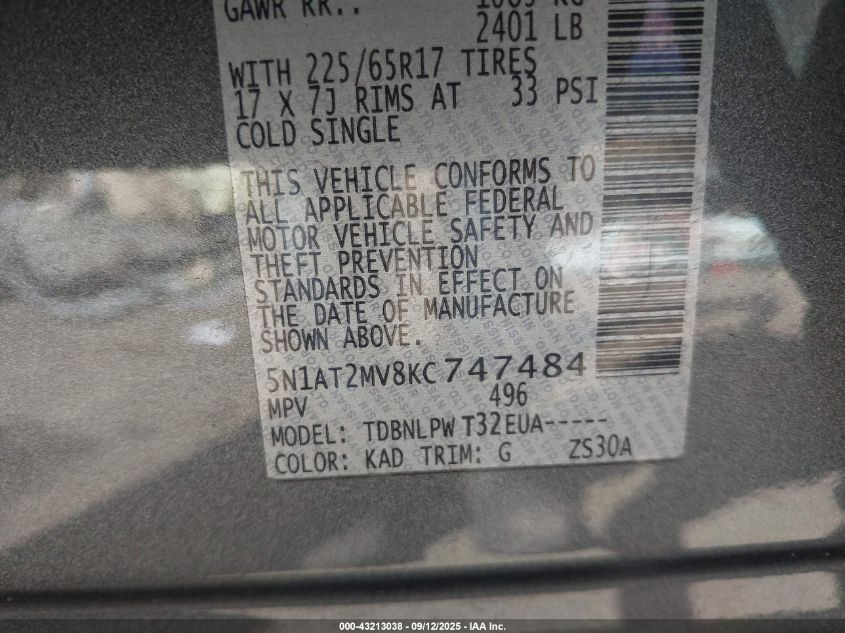 GAWR RR..
2401 LB
WITH 225/65R17 TIRES
17 X 7J RIMS AT 33 PSI
COLD SINGLE
THIS VEHICLE CONFORMS TO
ALL APPLICABLE FEDERAL
MOTOR VEHICLE SAFETY AND
THEFT PREVENTION
STANDARDS IN EFFECT ON
THE DATE OF MANUFACTURE
SHOWN ABOVE.
5N1AT2MV8KC747484
MPV 496
MODEL: TDBNLPW T32EUA-----
COLOR: KAD TRIM: G ZS30A
000-43213038 - 09/12/2025 - IAA Inc.